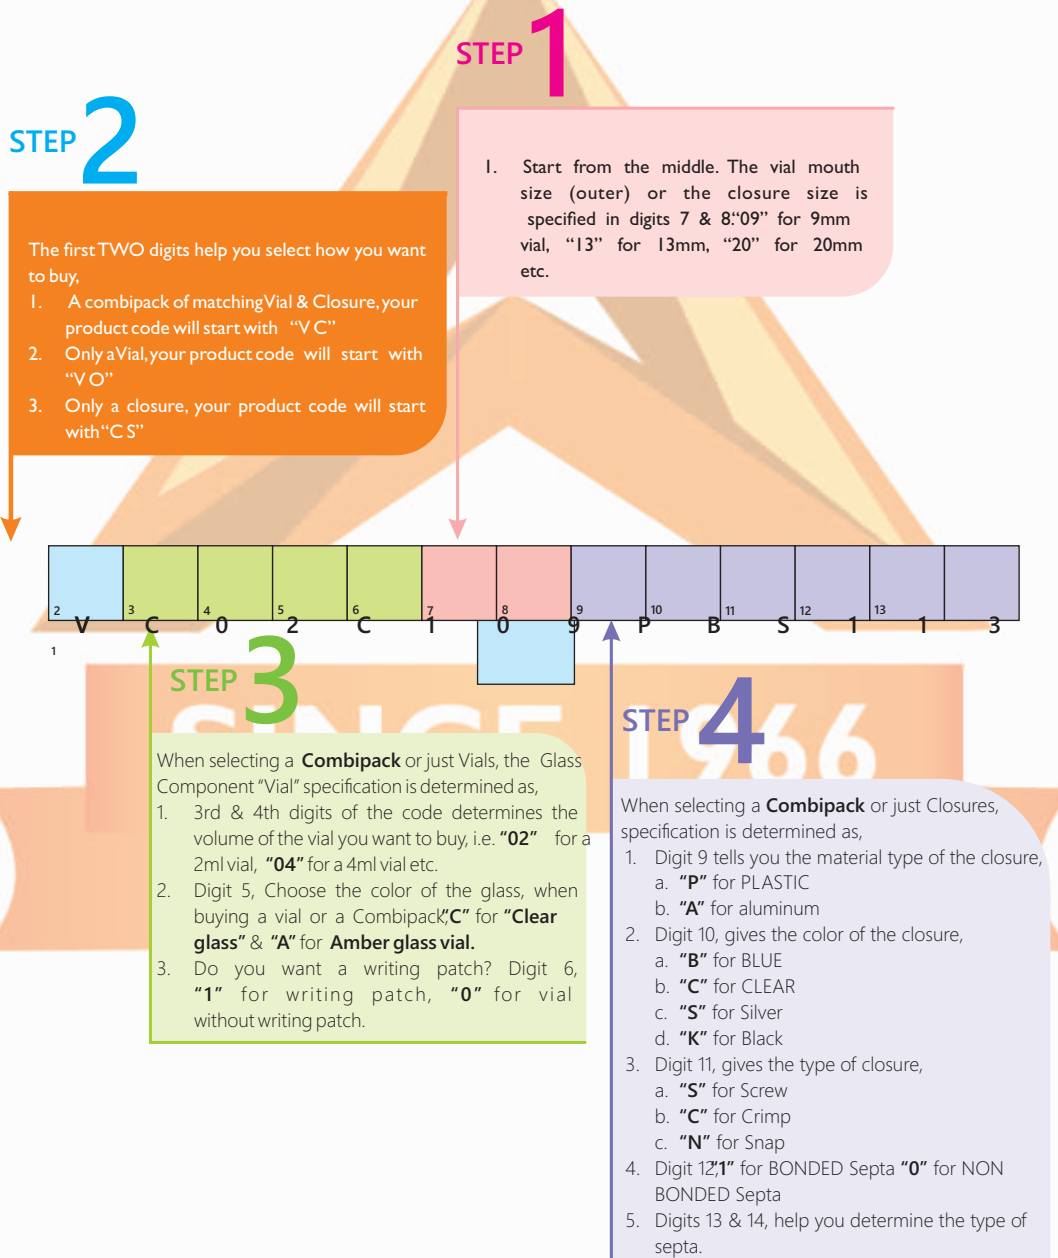 STEP 1
1. Start from the middle. The vial mouth
size (outer) or the closure size is
specified in digits 7 & 8.“09” for 9mm
vial, “13” for 13mm, “20” for 20mm
etc.
STEP 2
The first TWO digits help you select how you want
to buy,
1. A combipack of matching Vial & Closure, your
product code will start with “V C”
2. Only a Vial, your product code will start with
“V O”
3. Only a closure, your product code will start
with “C S”
2 3 4 5 6 7 8 9 10 11 12 13
V C 0 2 C 1 0 9 P B S 1 1 3
1
SINCE 1966
STEP 3
When selecting a Combipack or just Vials, the Glass
Component “Vial” specification is determined as,
1. 3rd & 4th digits of the code determines the
volume of the vial you want to buy, i.e. “02” for a
2ml vial, “04” for a 4ml vial etc.
2. Digit 5, Choose the color of the glass, when
buying a vial or a Combipack, “C” for “Clear
glass” & “A” for Amber glass vial.
3. Do you want a writing patch? Digit 6,
“1” for writing patch, “0” for vial
without writing patch.
STEP 4
When selecting a Combipack or just Closures,
specification is determined as,
1. Digit 9 tells you the material type of the closure,
a. “P” for PLASTIC
b. “A” for aluminum
2. Digit 10, gives the color of the closure,
a. “B” for BLUE
b. “C” for CLEAR
c. “S” for Silver
d. “K” for Black
3. Digit 11, gives the type of closure,
a. “S” for Screw
b. “C” for Crimp
c. “N” for Snap
4. Digit 12, “1” for BONDED Septa “0” for NON
BONDED Septa
5. Digits 13 & 14, help you determine the type of
septa.